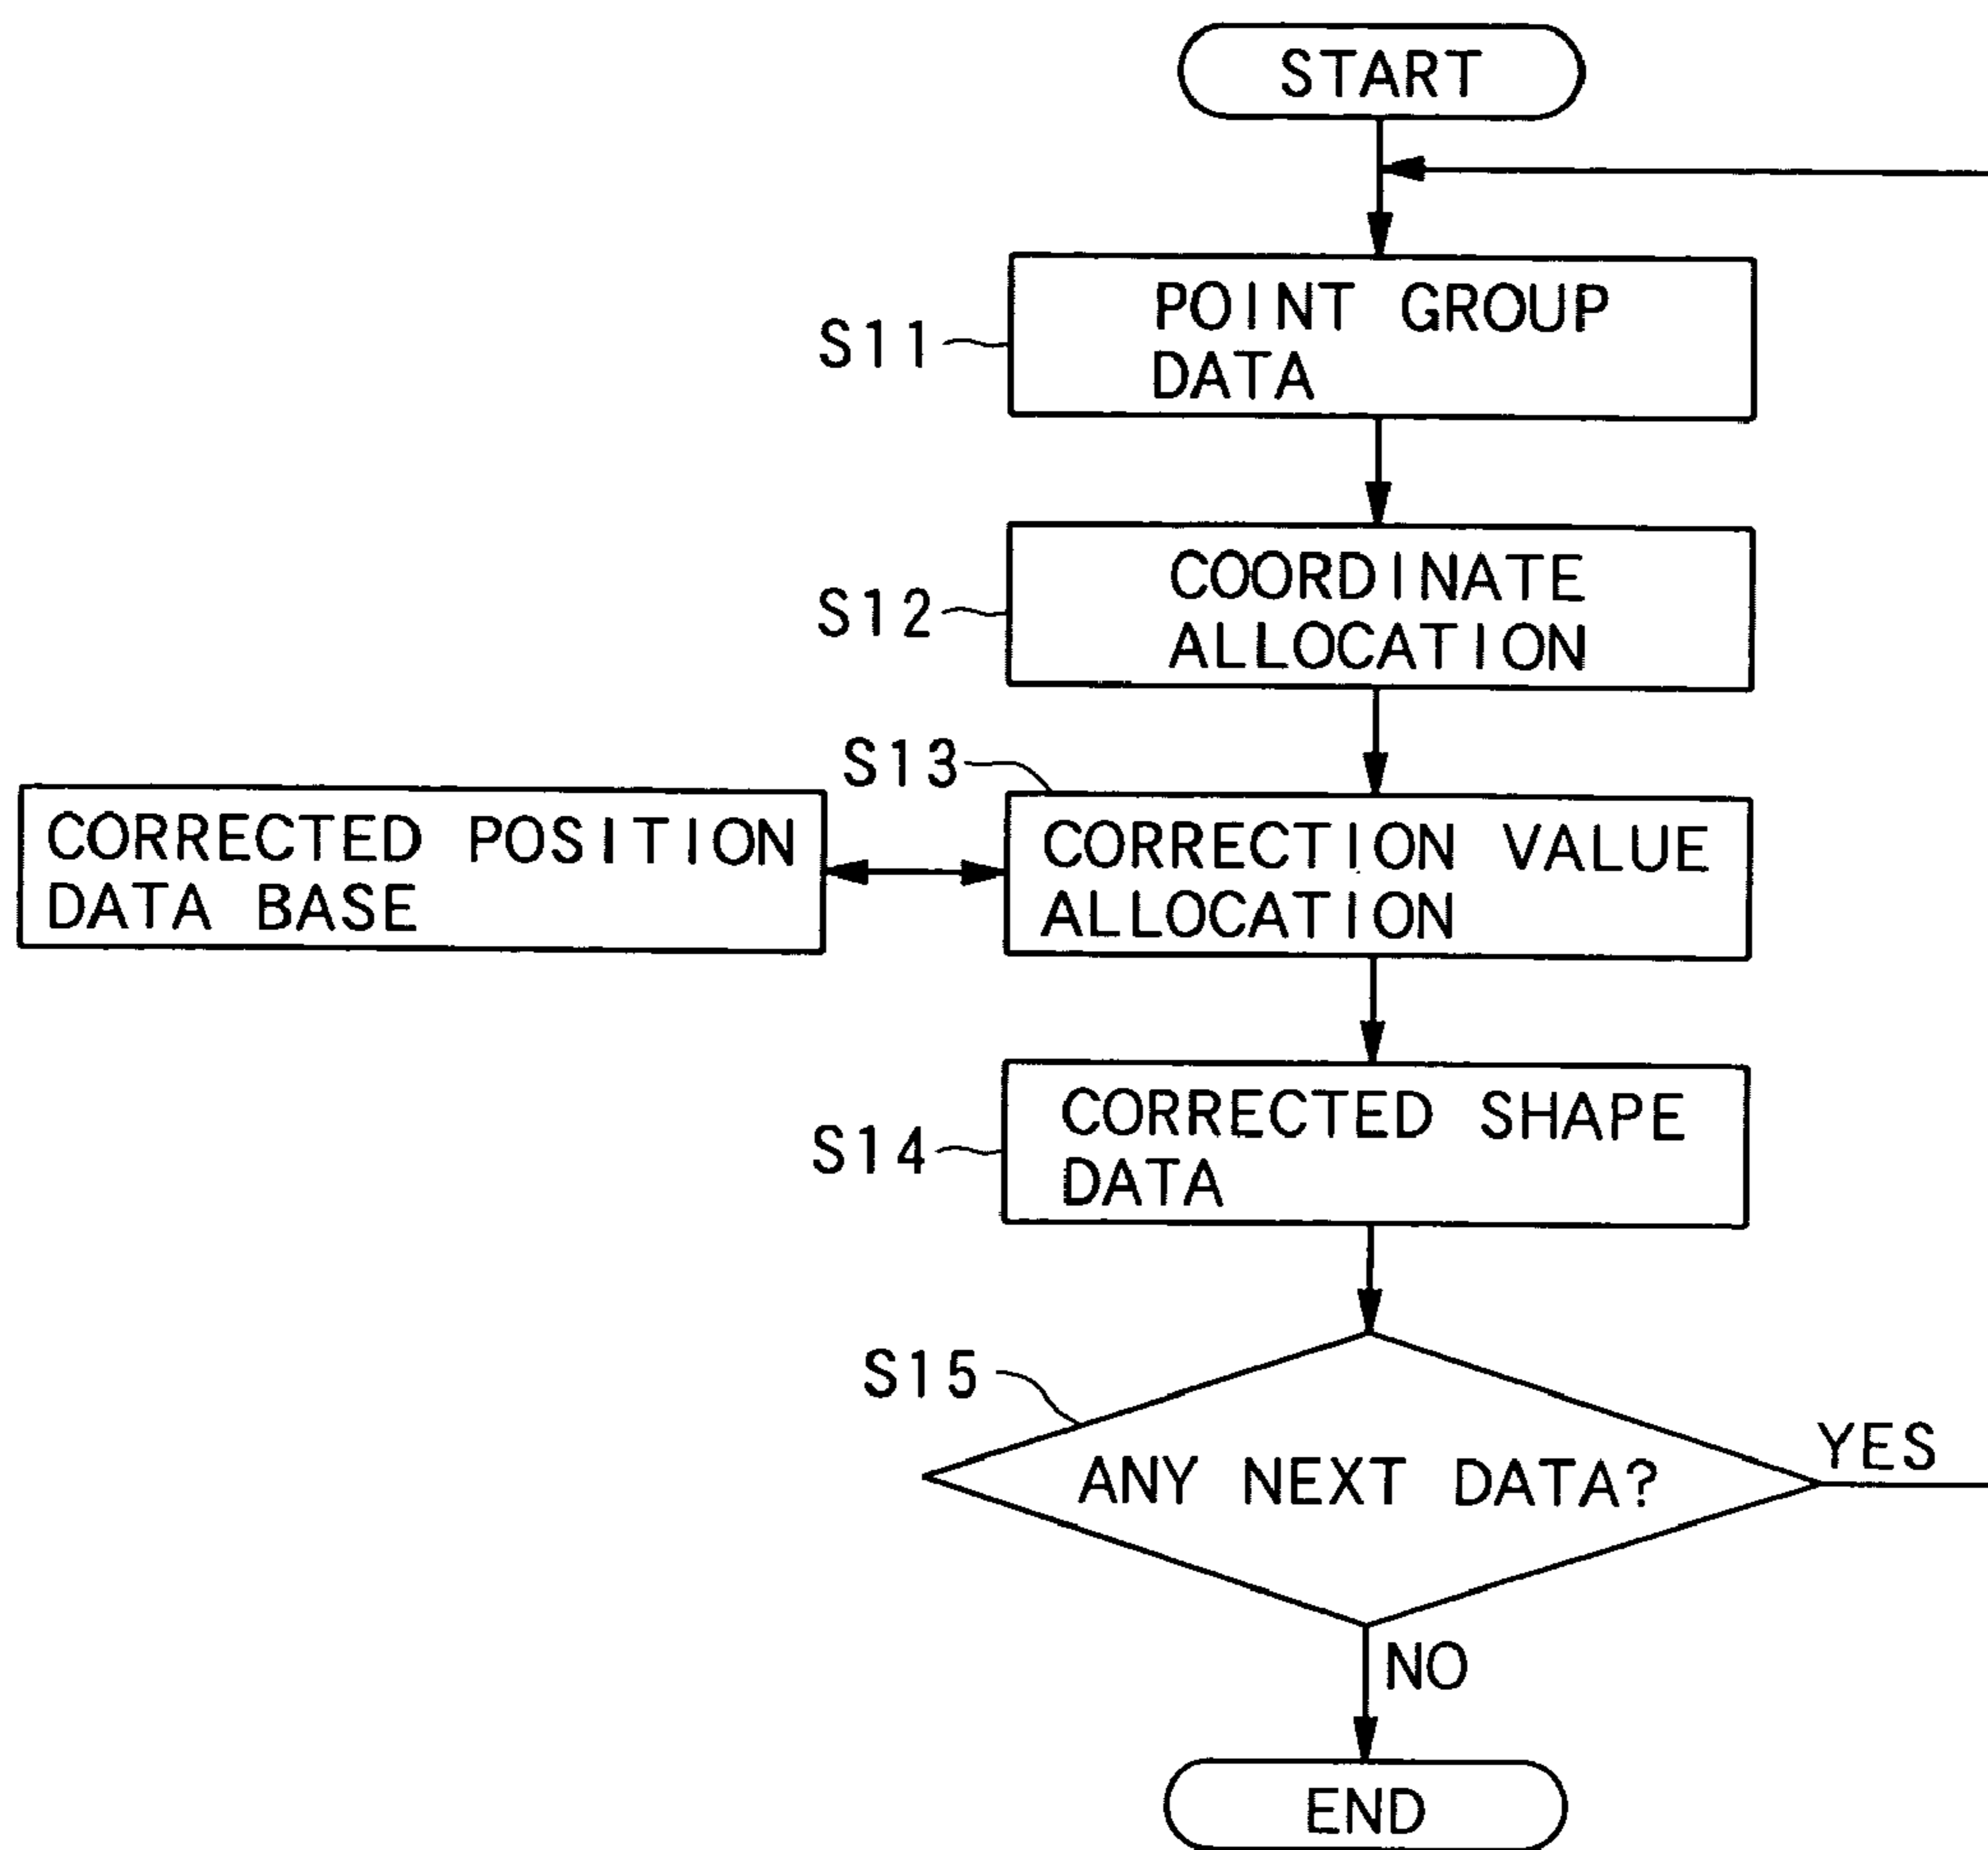 START
POINT GROUP
DATA
S11
COORDINATE
ALLOCATION
S12
S13
CORRECTED POSITION
DATA BASE
CORRECTION VALUE
ALLOCATION
CORRECTED SHAPE
DATA
S14
S15
ANY NEXT DATA?
YES
NO
END